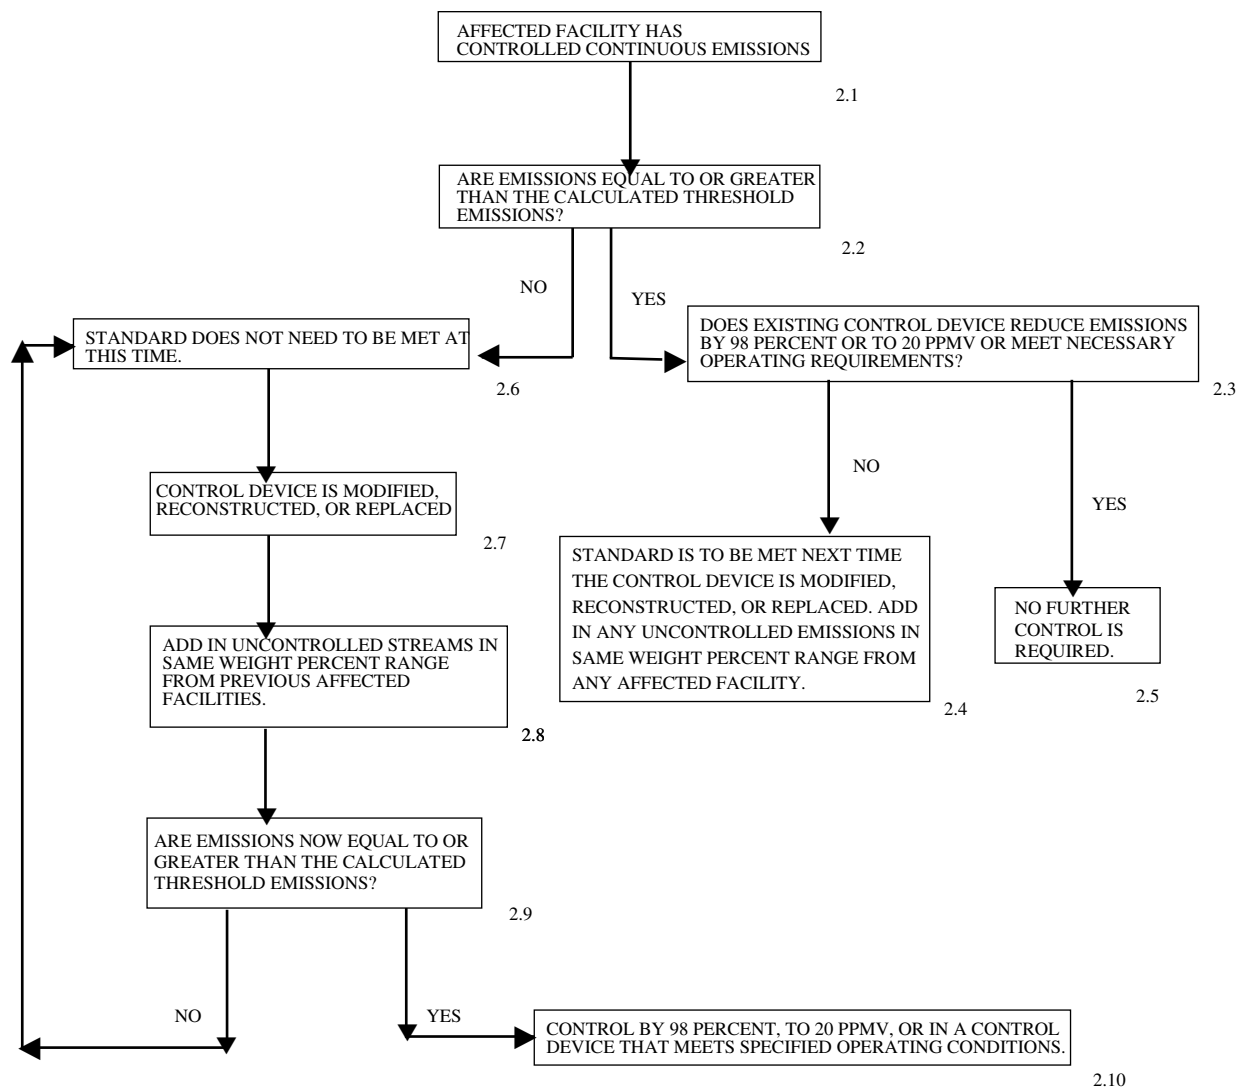 AFFECTED FACILITY HAS
CONTROLLED CONTINUOUS EMISSIONS
2.1
ARE EMISSIONS EQUAL TO OR GREATER
THAN THE CALCULATED THRESHOLD
EMISSIONS?
2.2
NO
YES
STANDARD DOES NOT NEED TO BE MET AT
THIS TIME.
2.6
DOES EXISTING CONTROL DEVICE REDUCE EMISSIONS
BY 98 PERCENT OR TO 20 PPMV OR MEET NECESSARY
OPERATING REQUIREMENTS?
2.3
NO
YES
CONTROL DEVICE IS MODIFIED,
RECONSTRUCTED, OR REPLACED
2.7
STANDARD IS TO BE MET NEXT TIME
THE CONTROL DEVICE IS MODIFIED,
RECONSTRUCTED, OR REPLACED. ADD
IN ANY UNCONTROLLED EMISSIONS IN
SAME WEIGHT PERCENT RANGE FROM
ANY AFFECTED FACILITY.
2.4
NO FURTHER
CONTROL IS
REQUIRED.
2.5
ADD IN UNCONTROLLED STREAMS IN
SAME WEIGHT PERCENT RANGE
FROM PREVIOUS AFFECTED
FACILITIES.
2.8
ARE EMISSIONS NOW EQUAL TO OR
GREATER THAN THE CALCULATED
THRESHOLD EMISSIONS?
2.9
NO
YES
CONTROL BY 98 PERCENT, TO 20 PPMV, OR IN A CONTROL
DEVICE THAT MEETS SPECIFIED OPERATING CONDITIONS.
2.10